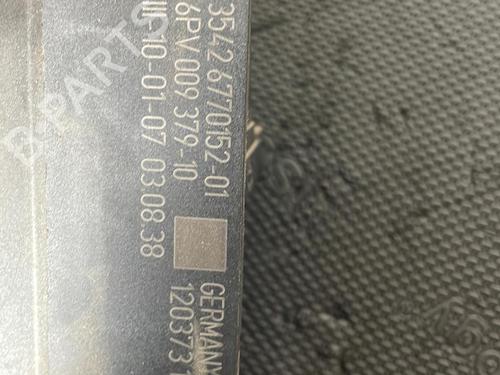 3542 6770152-01
6PV 009 379-10
10-01-07 03 08:38
GERMANY
120373
B-PARTS